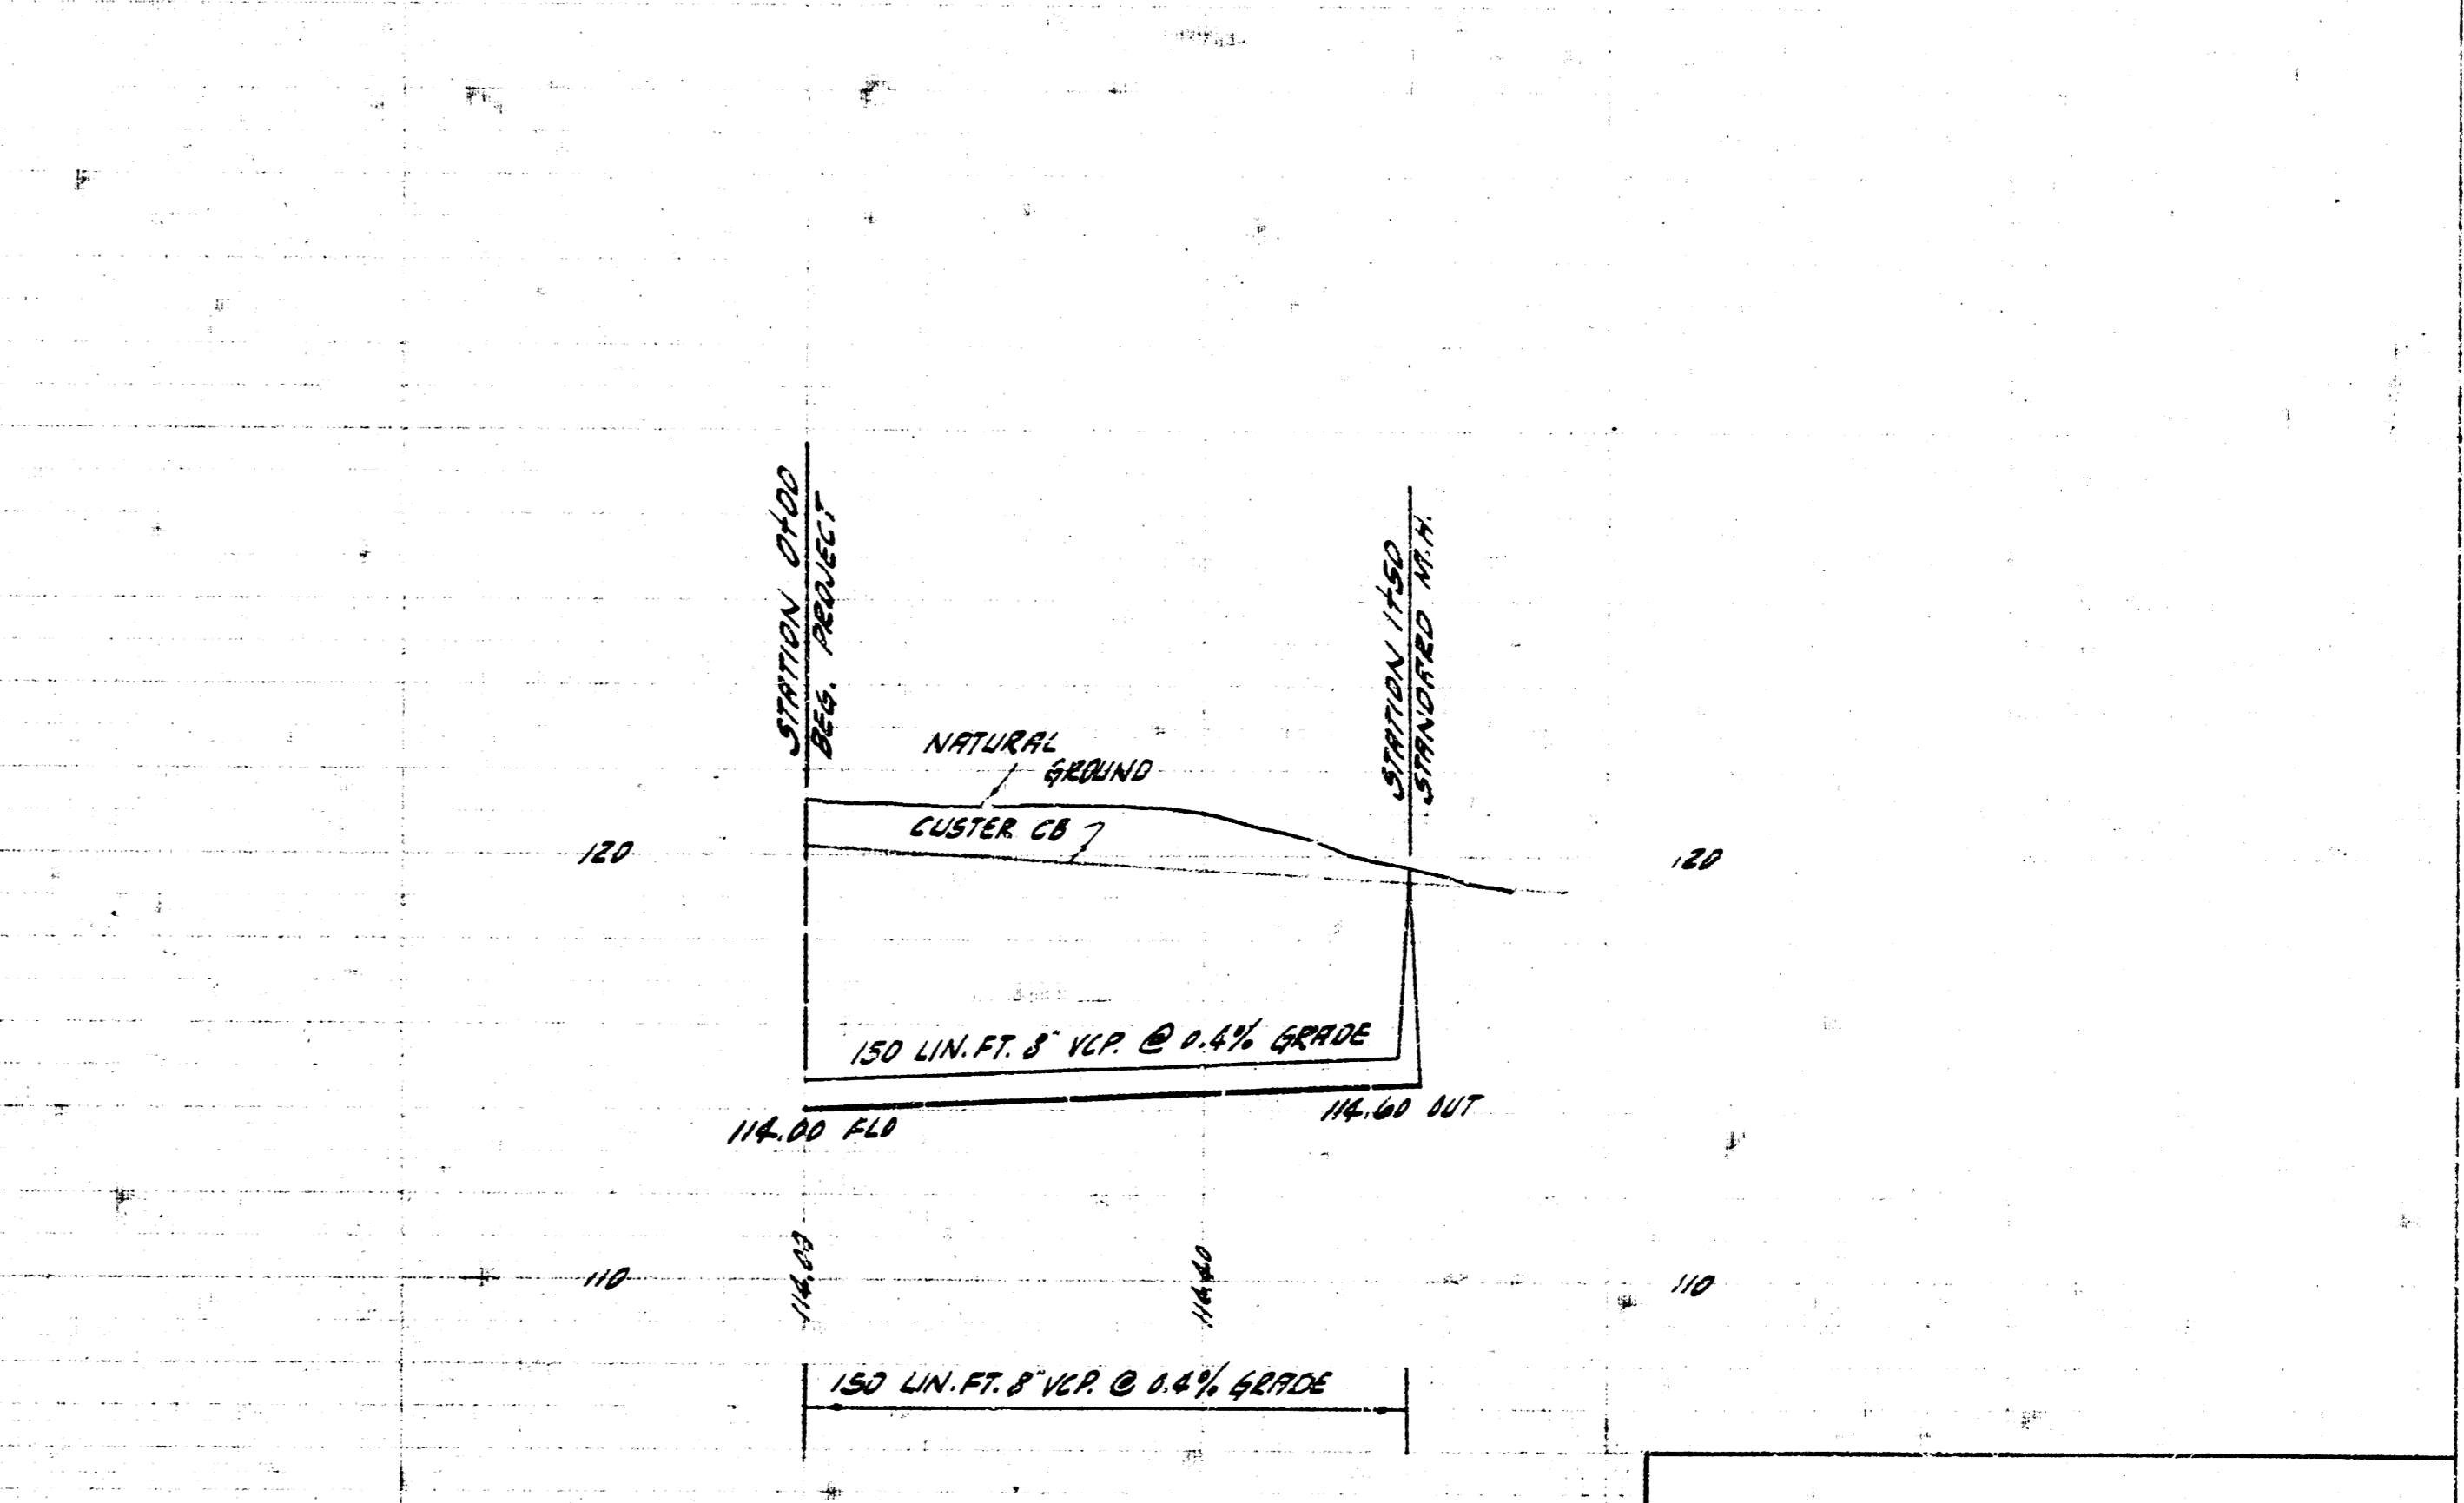 STATION 0+00
BEG. PROJECT
STATION 1+50
STANDARD M.H.
NATURAL
GROUND
CUSTER CB
120
120
150 LIN. FT. 8" VCP. @ 0.4% GRADE
114.00 FLO
114.60 OUT
110
114.00
114.40
110
150 LIN. FT. 8" VCP. @ 0.4% GRADE